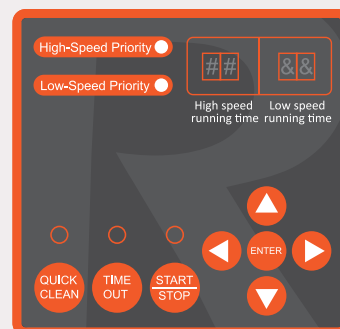 High-Speed Priority
Low-Speed Priority
## &&
High speed running time
Low speed running time
QUICK CLEAN
TIME OUT
START STOP
ENTER